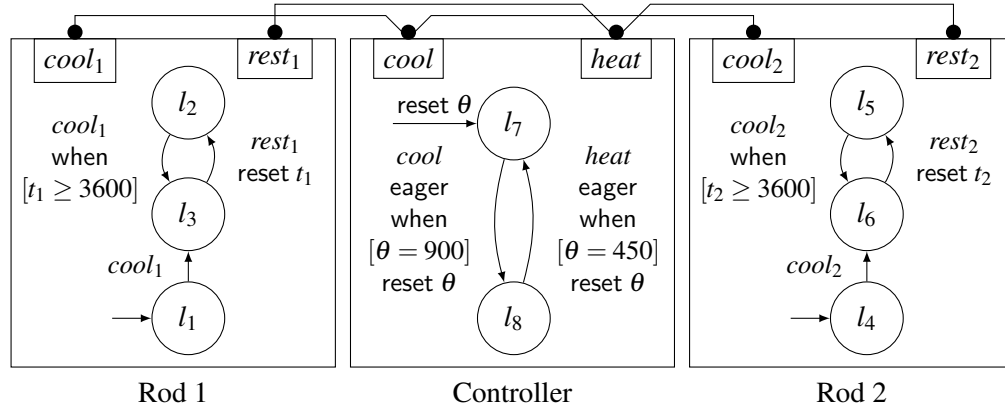 cool₁ rest₁ cool heat cool₂ rest₂
l₂
cool₁
when
[t₁ ≥ 3600]
rest₁
reset t₁
l₃
cool₁
l₁
reset θ
l₇
cool
eager
when
[θ = 900]
reset θ
heat
eager
when
[θ = 450]
reset θ
l₈
l₅
cool₂
when
[t₂ ≥ 3600]
rest₂
reset t₂
l₆
cool₂
l₄
Rod 1 Controller Rod 2